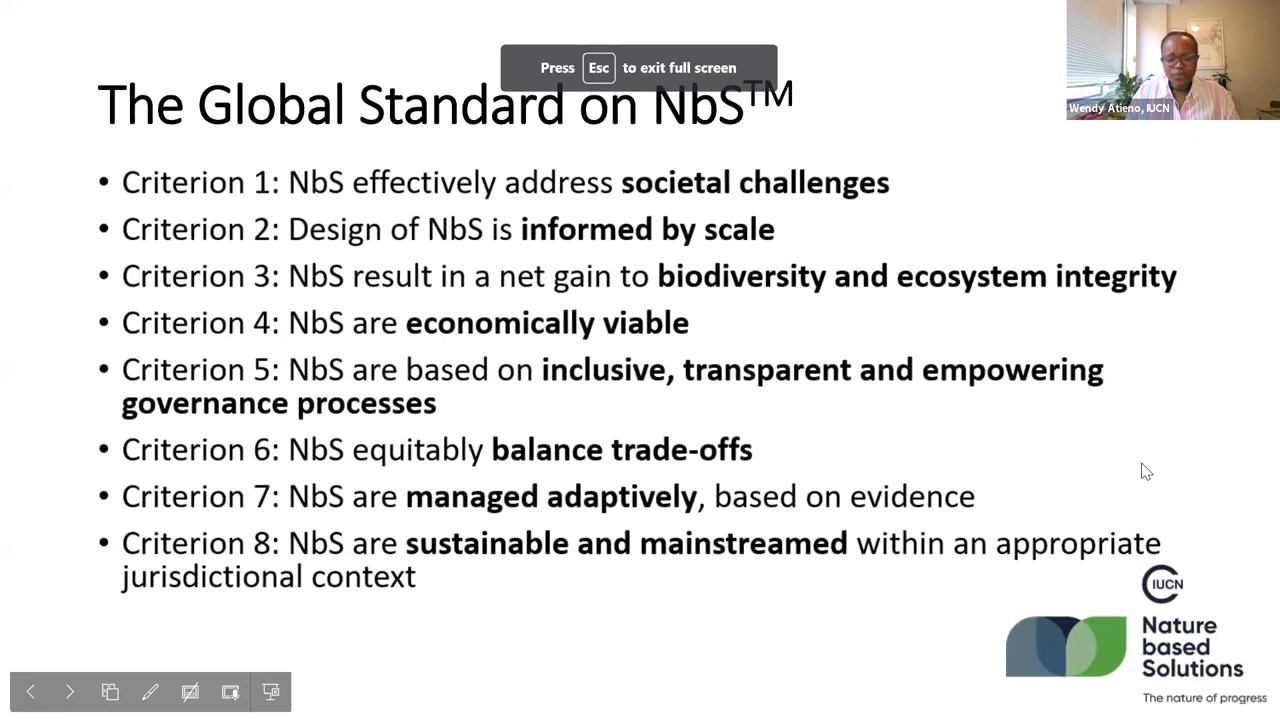 Press Esc to exit full screen
Wendy Atieno, IUCN
The Global Standard on NbSTM
• Criterion 1: NbS effectively address societal challenges
• Criterion 2: Design of NbS is informed by scale
• Criterion 3: NbS result in a net gain to biodiversity and ecosystem integrity
• Criterion 4: NbS are economically viable
• Criterion 5: NbS are based on inclusive, transparent and empowering
governance processes
• Criterion 6: NbS equitably balance trade-offs
• Criterion 7: NbS are managed adaptively, based on evidence
• Criterion 8: NbS are sustainable and mainstreamed within an appropriate
jurisdictional context
IUCN
Nature
based
Solutions
The nature of progress